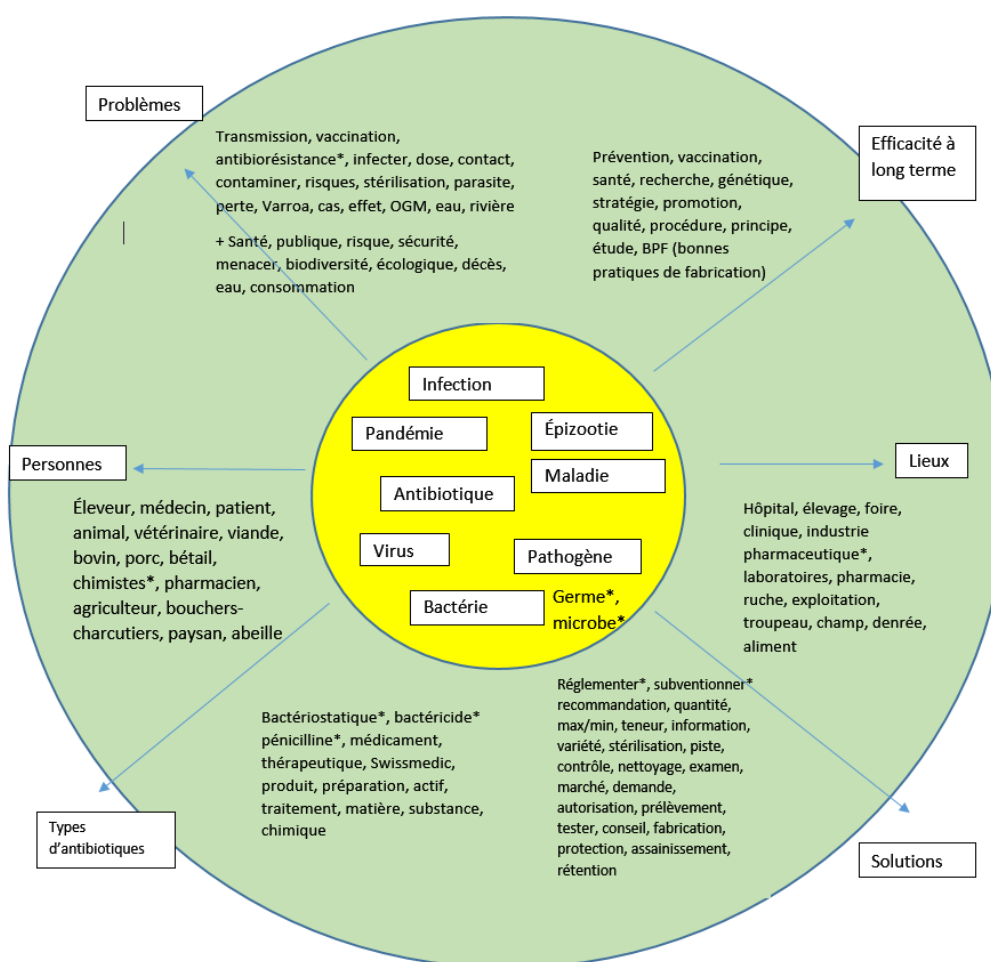 Problèmes
Transmission, vaccination,
antibiorésistance*, infecter, dose, contact,
contaminer, risques, stérilisation, parasite,
perte, Varroa, cas, effet, OGM, eau, rivière
+ Santé, publique, risque, sécurité,
menacer, biodiversité, écologique, décès,
eau, consommation
Efficacité à
long terme
Prévention, vaccination,
santé, recherche, génétique,
stratégie, promotion,
qualité, procédure, principe,
étude, BPF (bonnes
pratiques de fabrication)
Infection
Pandémie
Épizootie
Maladie
Antibiotique
Virus
Pathogène
Bactérie
Germe*,
microbe*
Personnes
Éleveur, médecin, patient,
animal, vétérinaire, viande,
bovin, porc, bétail,
chimistes*, pharmacien,
agriculteur, bouchers-
charcutiers, paysan, abeille
Lieux
Hôpital, élevage, foire,
clinique, industrie
pharmaceutique*,
laboratoires, pharmacie,
ruche, exploitation,
troupeau, champ, denrée,
aliment
Bactériostatique*, bactéricide*
pénicilline*, médicament,
thérapeutique, Swissmedic,
produit, préparation, actif,
traitement, matière, substance,
chimique
Types
d'antibiotiques
Réglementer*, subventionner*
recommandation, quantité,
max/min, teneur, information,
variété, stérilisation, piste,
contrôle, nettoyage, examen,
marché, demande,
autorisation, prélèvement,
tester, conseil, fabrication,
protection, assainissement,
rétention
Solutions